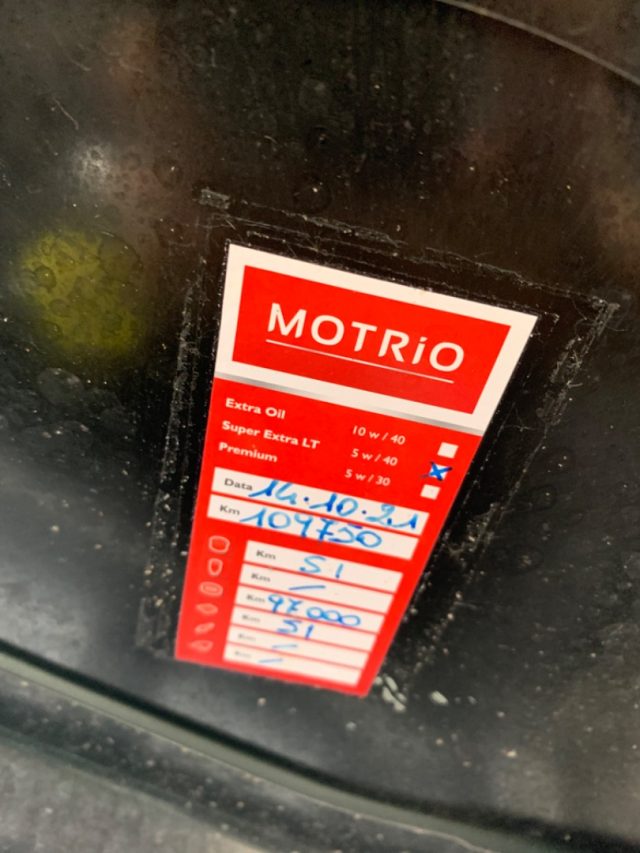 MOTRiO
Extra Oil 10 w / 40
Super Extra LT 5 w / 40
Premium 5 w / 30
Data 14.10.21
Km 109750
Km SI
Km –
Km 97000
Km SI
Km –
Km –